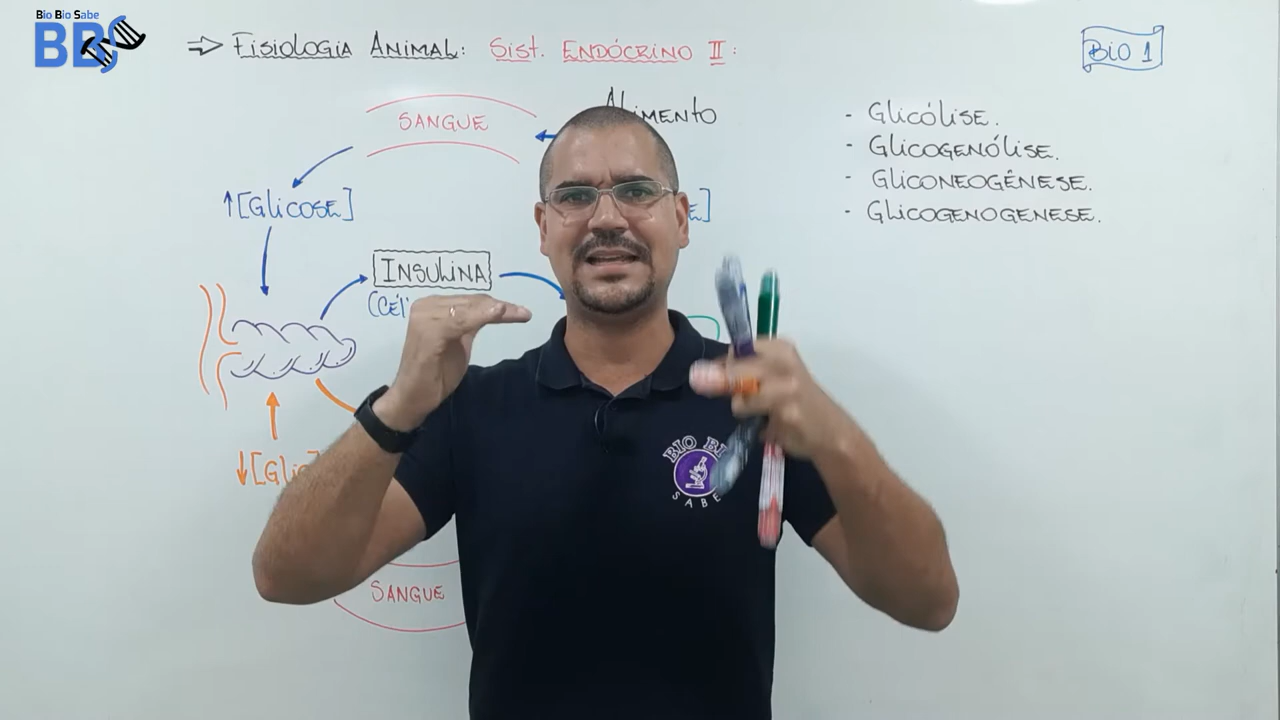 Bio Bio Sabe
BBS
⇒ Fisiologia Animal: Sist. Endócrino II:
Bio 1
Alimento
Sangue
- Glicólise.
- Glicogenólise.
- Gliconeogênese.
- Glicogenogenese.
↑[Glicose]
Insulina
BIO BI
SABE
Sangue